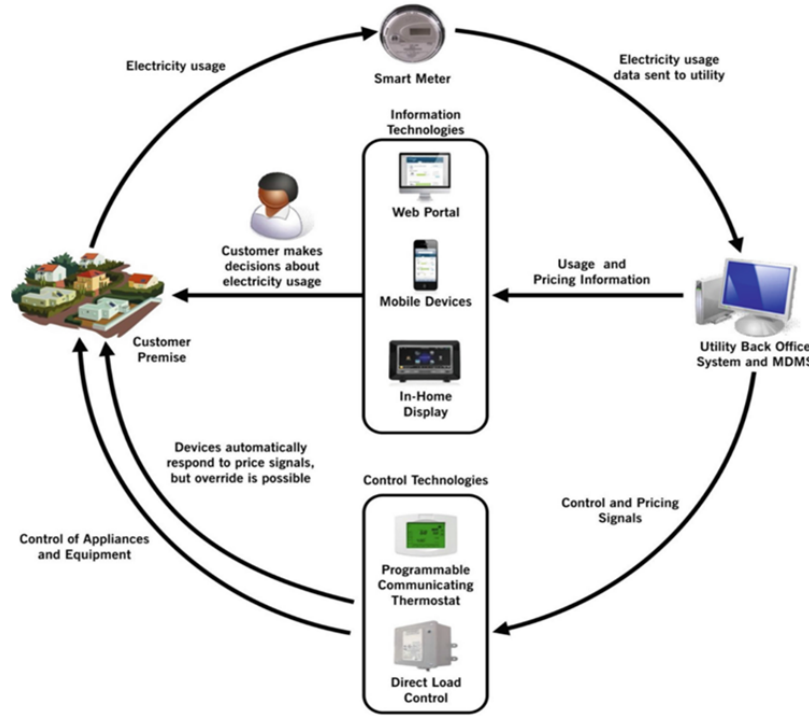 Electricity usage
Smart Meter
Electricity usage
data sent to utility
Information
Technologies
Web Portal
Customer makes
decisions about
electricity usage
Mobile Devices
Usage and
Pricing Information
Customer
Premise
Utility Back Office
System and MDMS
In-Home
Display
Devices automatically
respond to price signals,
but override is possible
Control Technologies
Control and Pricing
Signals
Control of Appliances
and Equipment
Programmable
Communicating
Thermostat
Direct Load
Control